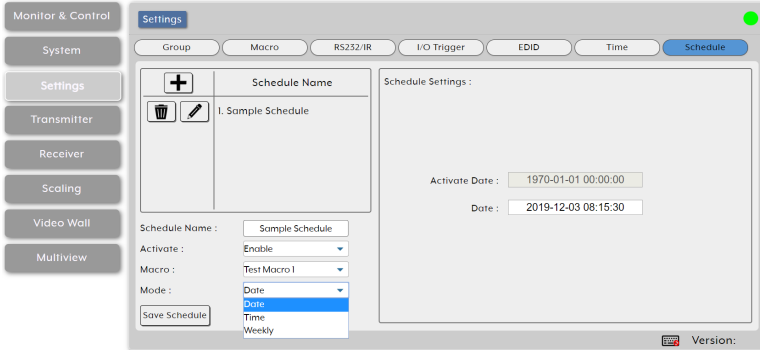 Monitor & Control
System
Settings
Transmitter
Receiver
Scaling
Video Wall
Multiview
Settings
Group Macro RS232/IR I/O Trigger EDID Time Schedule
Schedule Name
1. Sample Schedule
Schedule Name : Sample Schedule
Activate : Enable
Macro : Test Macro 1
Mode : Date
Date
Time
Weekly
Save Schedule
Schedule Settings :
Activate Date : 1970-01-01 00:00:00
Date : 2019-12-03 08:15:30
Version: